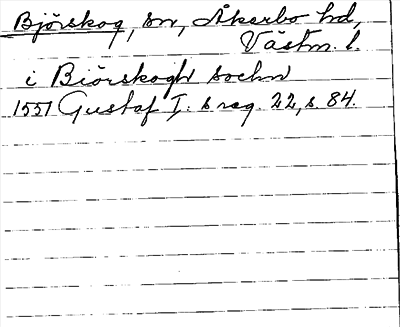 Björskog, sn, Åkerbo hd,
Västm. l.
i Biörskogh sochn
1551 Gustaf I:s reg. 22, s. 84.